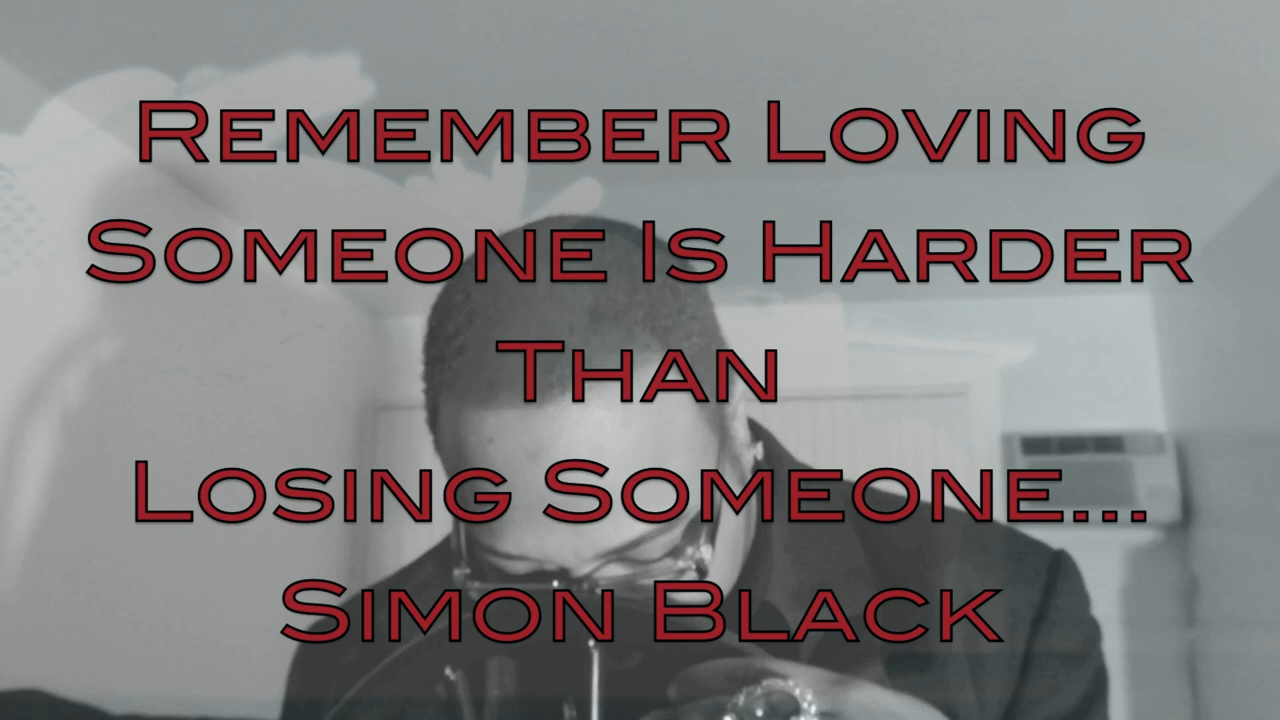 Remember Loving
Someone Is Harder
Than
Losing Someone...
Simon Black